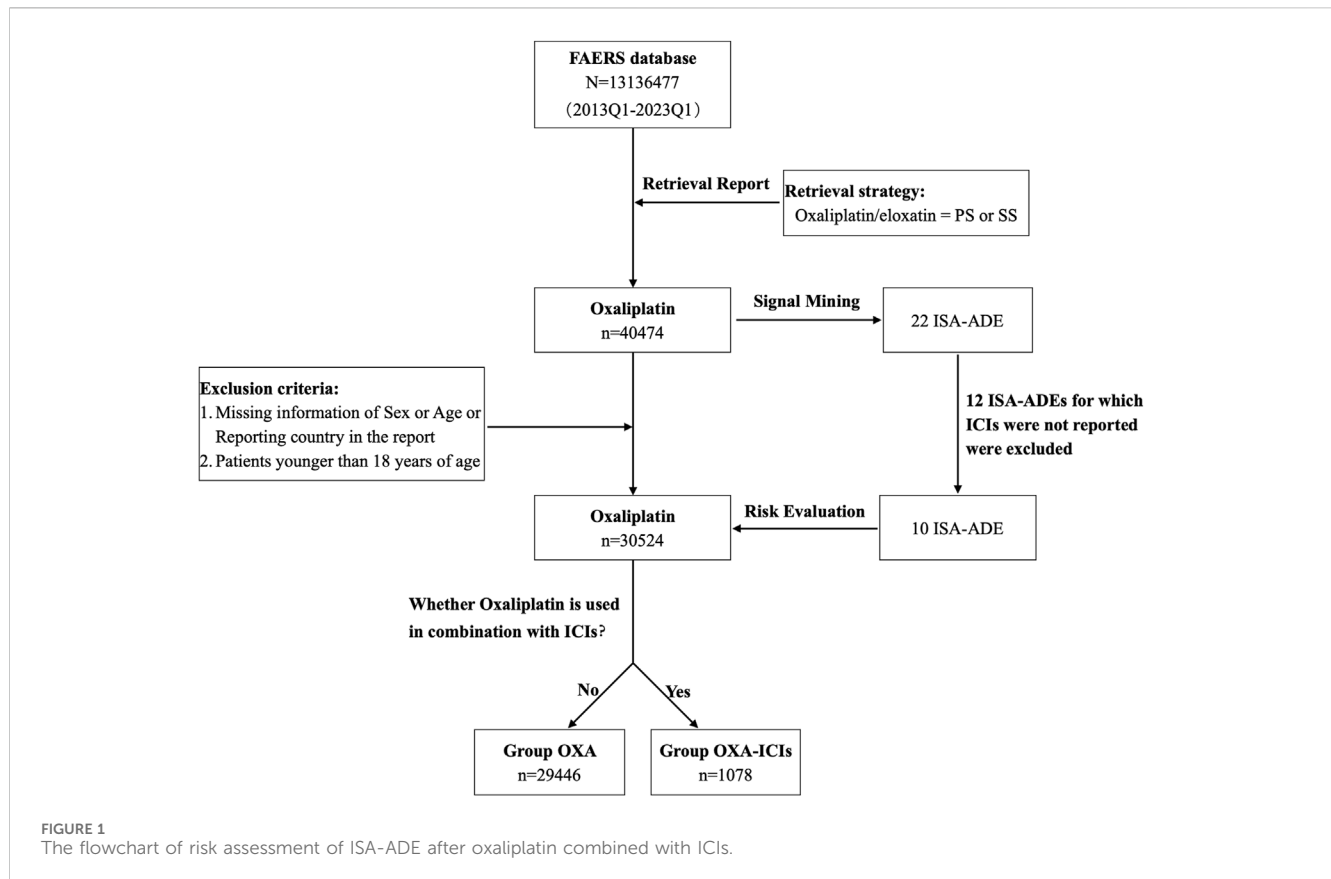 FAERS database
N=13136477
（2013Q1-2023Q1）
Retrieval Report
Retrieval strategy:
Oxaliplatin/eloxatin = PS or SS
Oxaliplatin
n=40474
Signal Mining
22 ISA-ADE
Exclusion criteria:
1. Missing information of Sex or Age or
Reporting country in the report
2. Patients younger than 18 years of age
12 ISA-ADEs for which
ICIs were not reported
were excluded
Oxaliplatin
n=30524
Risk Evaluation
10 ISA-ADE
Whether Oxaliplatin is used
in combination with ICIs?
No
Yes
Group OXA
n=29446
Group OXA-ICIs
n=1078
FIGURE 1
The flowchart of risk assessment of ISA-ADE after oxaliplatin combined with ICIs.